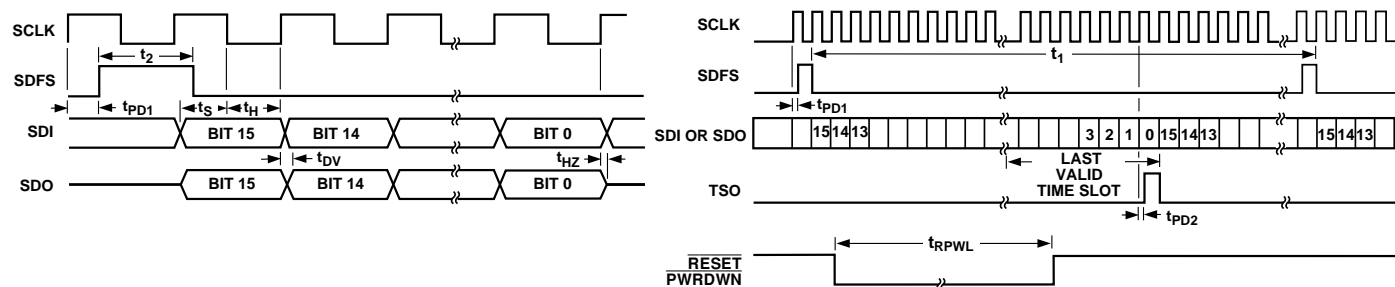 SCLK
t2
SDFS
tPD1
tS
tH
SDI
BIT 15
BIT 14
BIT 0
tDV
tHZ
SDO
BIT 15
BIT 14
BIT 0
SCLK
t1
SDFS
tPD1
SDI OR SDO
15 14 13
3 2 1 0 15 14 13
15 14 13
LAST
VALID
TIME SLOT
TSO
tPD2
tRPWL
RESET
PWRDWN